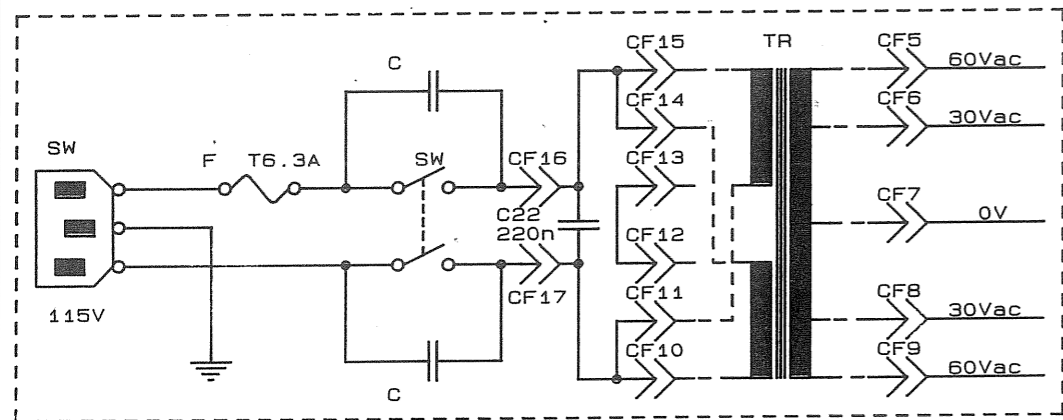 CF15
TR
CF5
60Vac
C
CF14
CF6
30Vac
SW
F T6.3A
SW
CF16
CF13
C22
220n
CF7
0V
CF12
CF17
CF11
CF8
30Vac
115V
CF10
CF9
60Vac
C